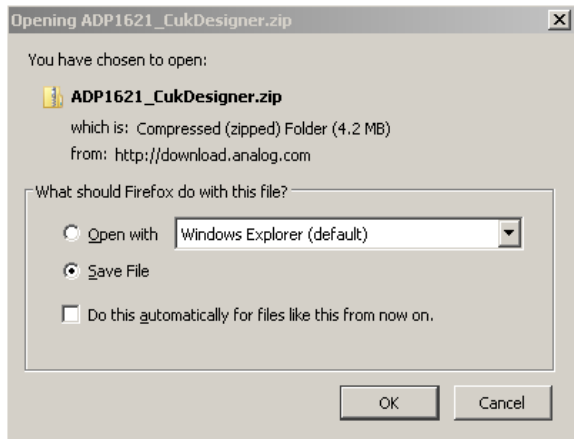 Opening ADP1621_CukDesigner.zip
You have chosen to open:
ADP1621_CukDesigner.zip
which is: Compressed (zipped) Folder (4.2 MB)
from: http://download.analog.com
What should Firefox do with this file?
Open with
Windows Explorer (default)
Save File
Do this automatically for files like this from now on.
OK
Cancel